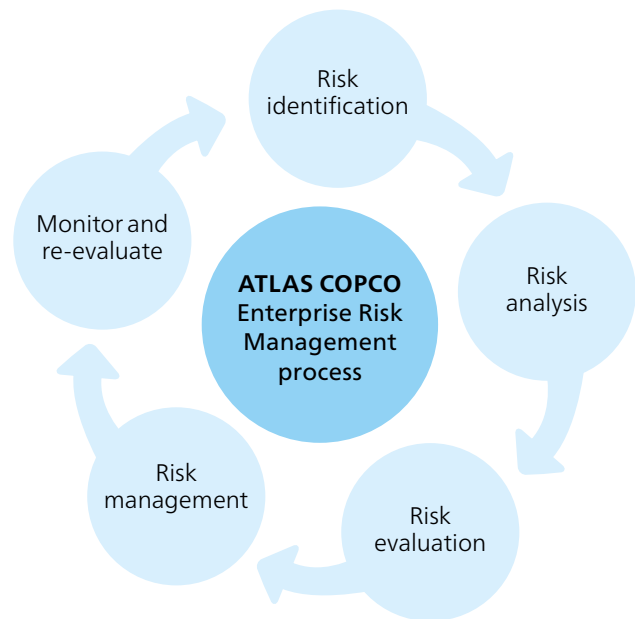 Risk
identification
Risk
analysis
Risk
evaluation
Risk
management
Monitor and
re-evaluate
ATLAS COPCO
Enterprise Risk
Management
process